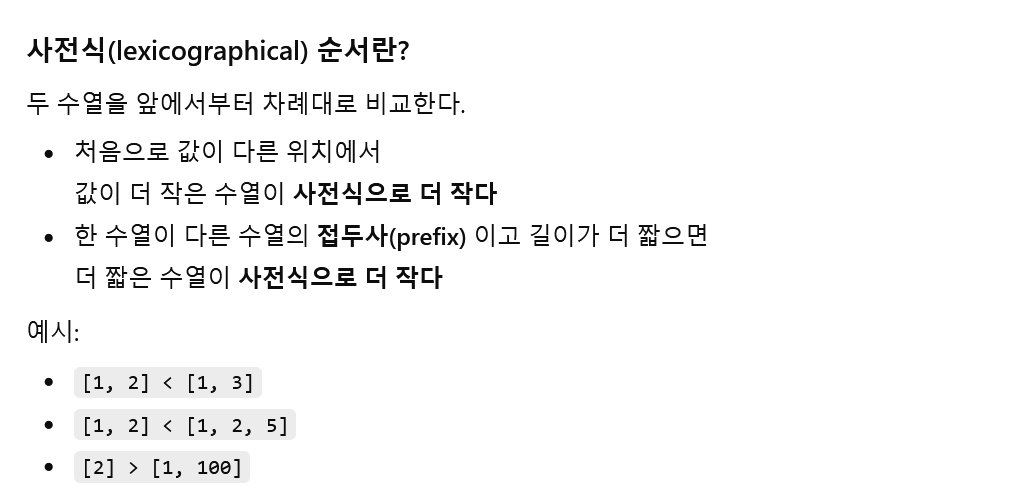 사전식(lexicographical) 순서란?
두 수열을 앞에서부터 차례대로 비교한다.
• 처음으로 값이 다른 위치에서
값이 더 작은 수열이 사전식으로 더 작다
• 한 수열이 다른 수열의 접두사(prefix) 이고 길이가 더 짧으면
더 짧은 수열이 사전식으로 더 작다
예시:
• [1, 2] < [1, 3]
• [1, 2] < [1, 2, 5]
• [2] > [1, 100]